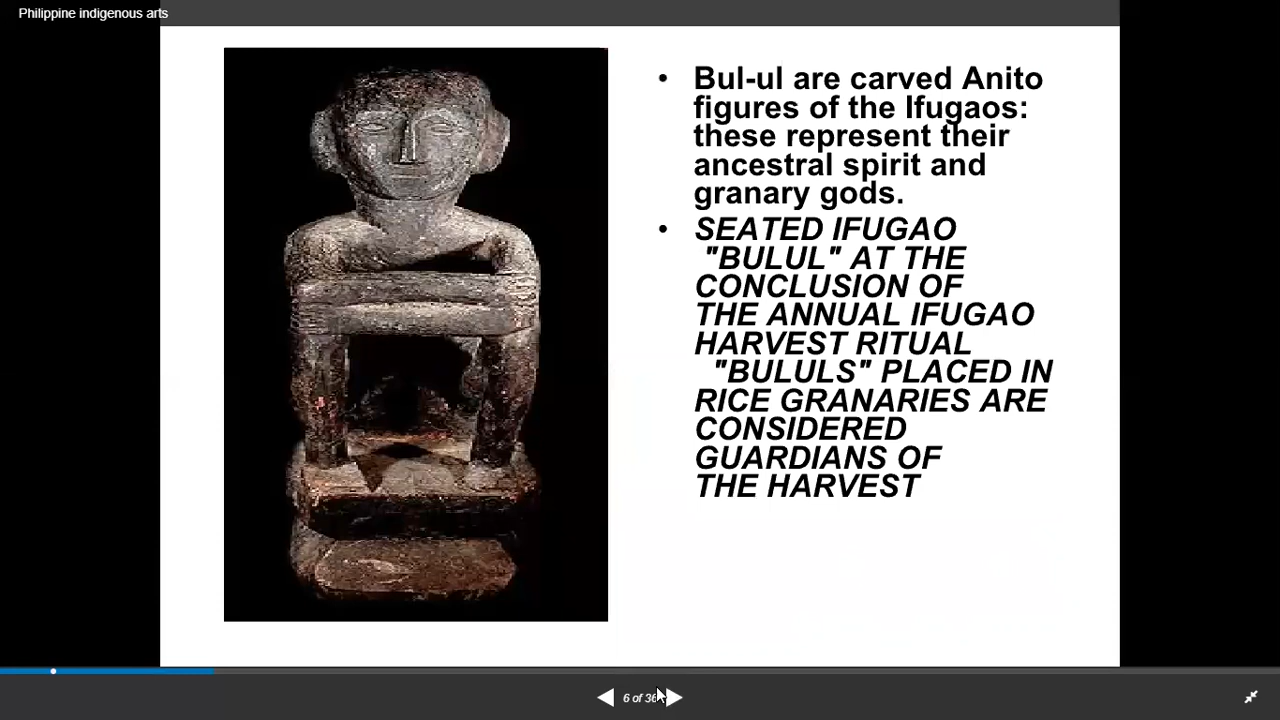 Philippine indigenous arts
• Bul-ul are carved Anito
figures of the Ifugaos:
these represent their
ancestral spirit and
granary gods.
• SEATED IFUGAO
"BULUL" AT THE
CONCLUSION OF
THE ANNUAL IFUGAO
HARVEST RITUAL
"BULULS" PLACED IN
RICE GRANARIES ARE
CONSIDERED
GUARDIANS OF
THE HARVEST
6 of 36